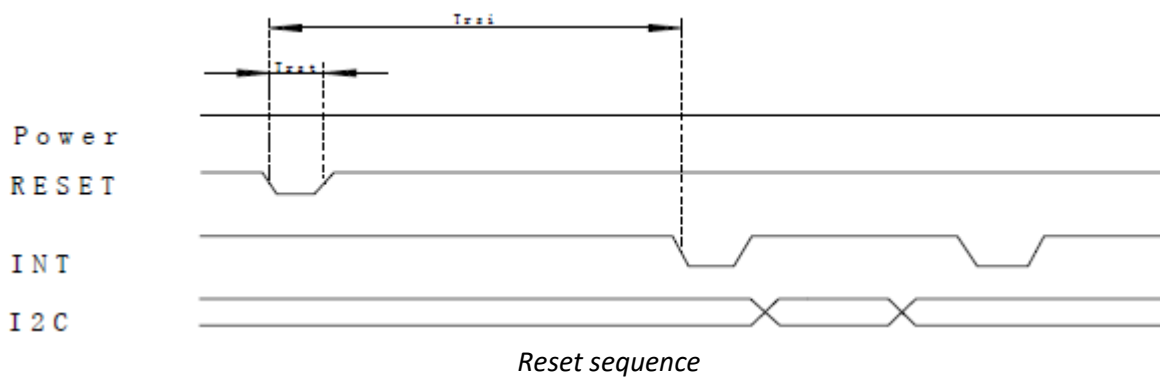 Trsi
Trst
Power
RESET
INT
I2C
Reset sequence